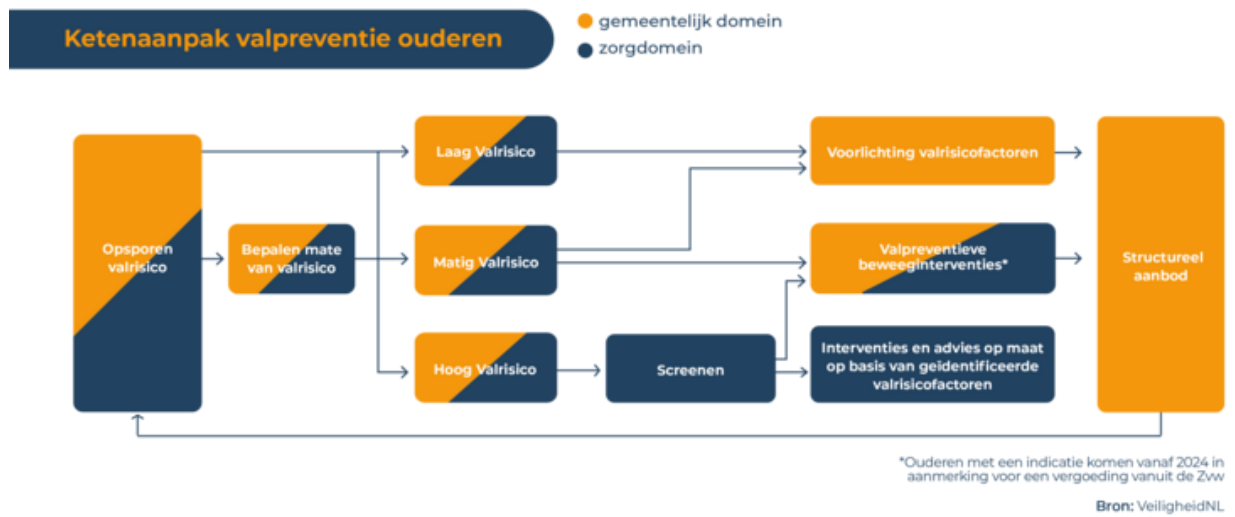 Ketenaanpak valpreventie ouderen
gemeentelijk domein
zorgdomein
Opsporen
valrisico
Bepalen mate
van valrisico
Laag Valrisico
Matig Valrisico
Hoog Valrisico
Screenen
Voorlichting valrisicofactoren
Valpreventieve
beweeginterventies*
Interventies en advies op maat
op basis van geïdentificeerde
valrisicofactoren
Structureel
aanbod
*Ouderen met een indicatie komen vanaf 2024 in
aanmerking voor een vergoeding vanuit de Zvw
Bron: VeiligheidNL